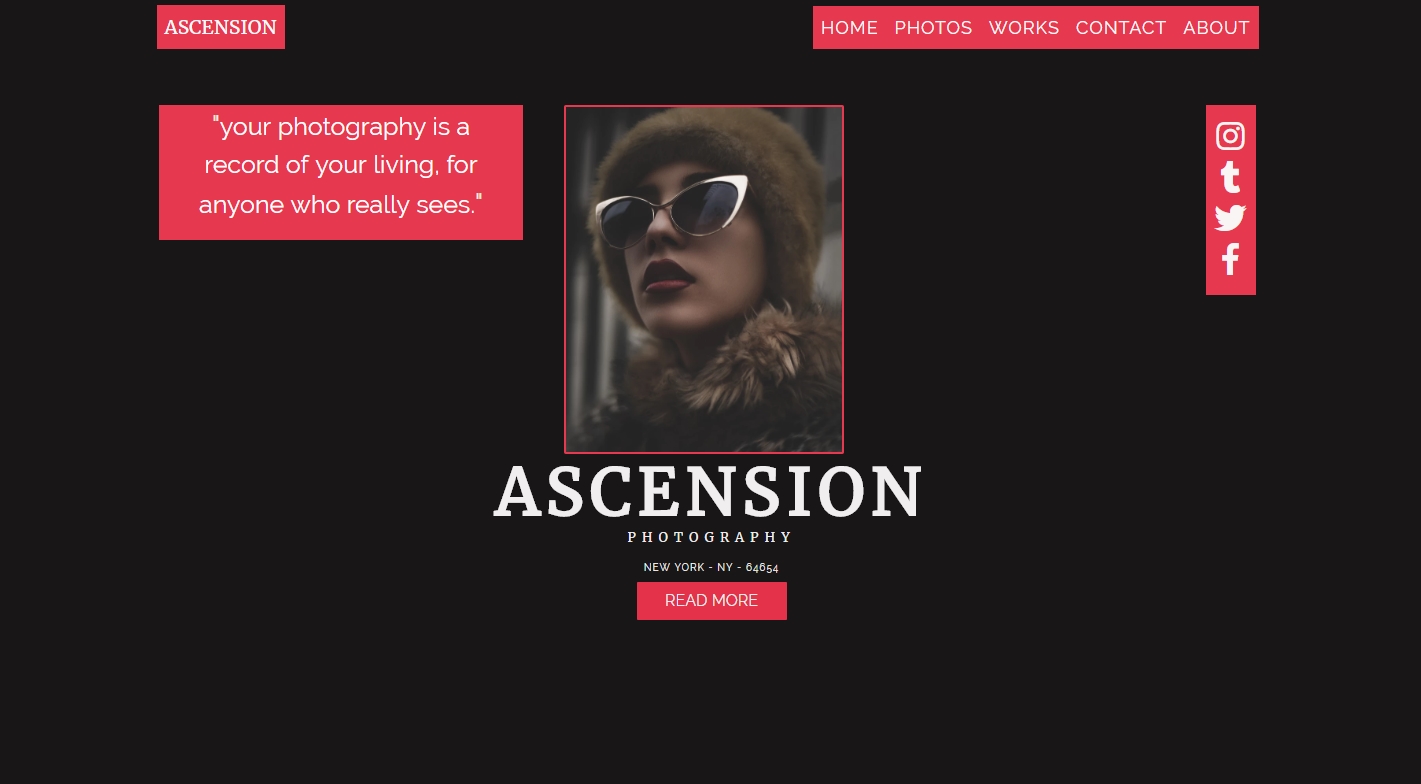 ASCENSION
HOME PHOTOS WORKS CONTACT ABOUT
"your photography is a
record of your living, for
anyone who really sees."
ASCENSION
PHOTOGRAPHY
NEW YORK - NY - 64654
READ MORE